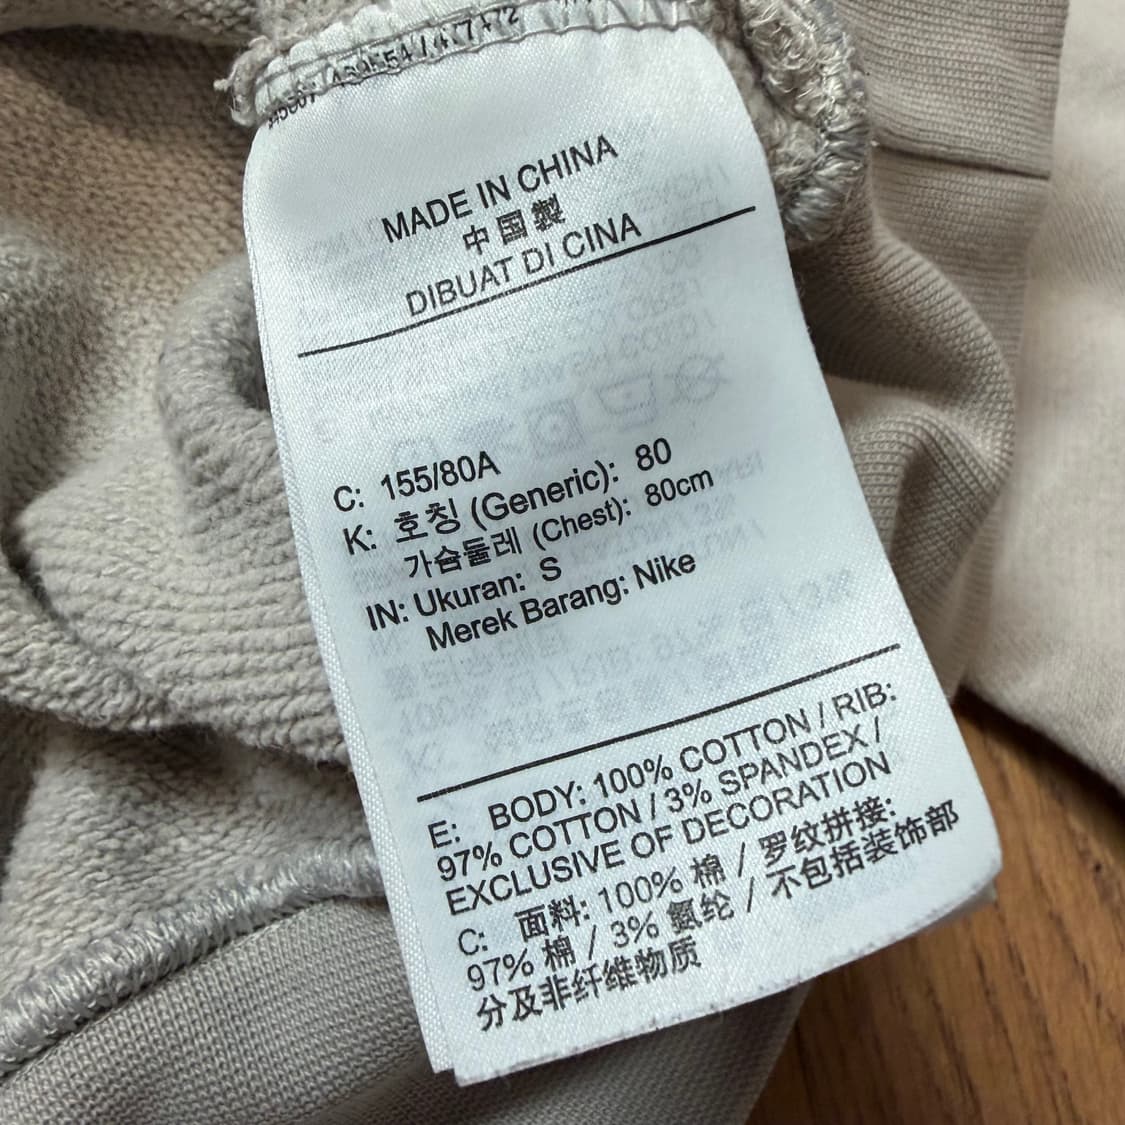 MADE IN CHINA
中国製
DIBUAT DI CINA
C: 155/80A
K: 호칭 (Generic): 80
가슴둘레 (Chest): 80cm
IN: Ukuran: S
Merek Barang: Nike
E: BODY: 100% COTTON / RIB:
97% COTTON / 3% SPANDEX /
EXCLUSIVE OF DECORATION
C: 面料: 100% 棉 / 罗纹拼接:
97% 棉 / 3% 氨纶 / 不包括装饰部
分及非纤维物质